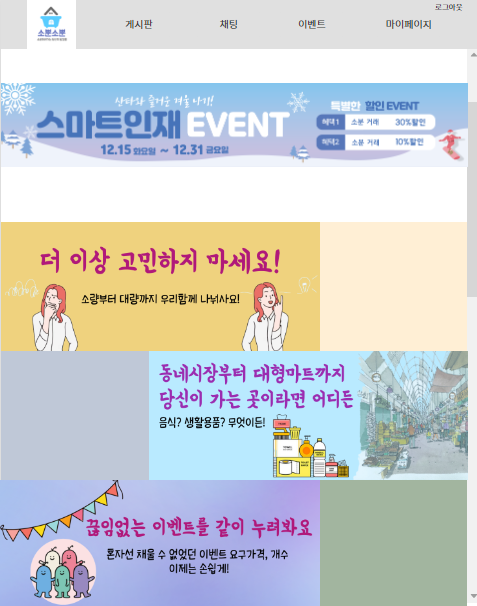 로그아웃
소뿐소뿐
게시판 채팅 이벤트 마이페이지
산타와 즐거운 겨울 나기!
스마트인재 EVENT
12.15 화요일 ~ 12.31 금요일
특별한 할인 EVENT
혜택1 소분 거래 30%할인
혜택2 소분 거래 10%할인
더 이상 고민하지 마세요!
소량부터 대량까지 우리함께 나눠사요!
동네시장부터 대형마트까지
당신이 가는 곳이라면 어디든
음식? 생활용품? 무엇이든!
끊임없는 이벤트를 같이 누려봐요
혼자선 채울 수 없었던 이벤트 요구가격, 개수
이제는 손쉽게!